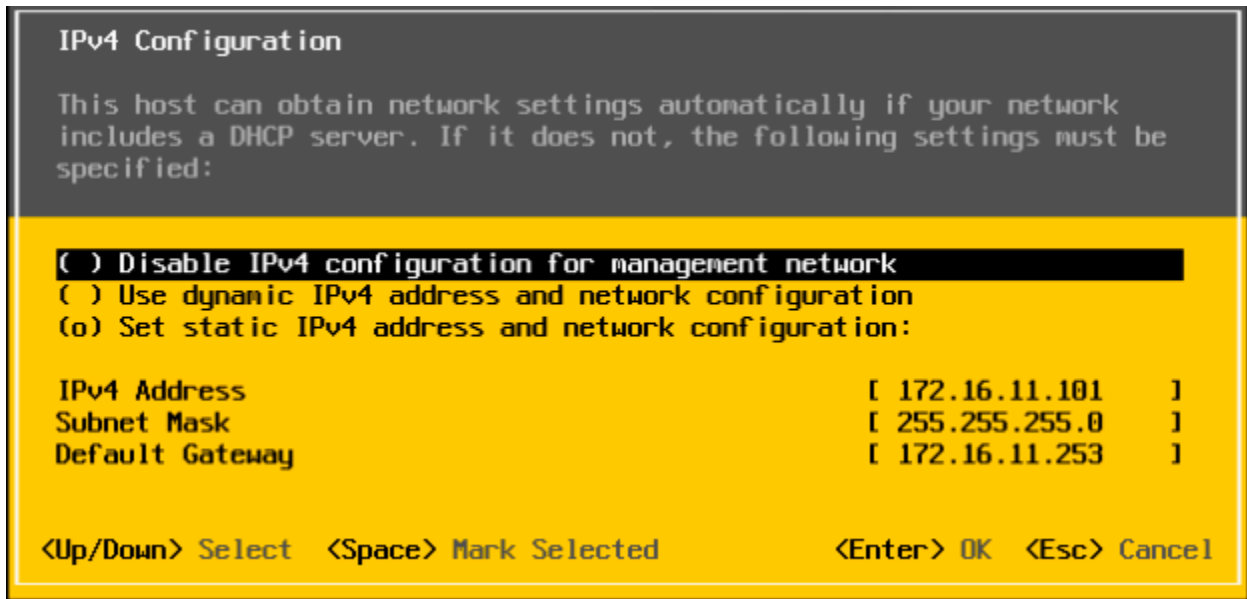 IPv4 Configuration
This host can obtain network settings automatically if your network
includes a DHCP server. If it does not, the following settings must be
specified:
( ) Disable IPv4 configuration for management network
( ) Use dynamic IPv4 address and network configuration
(o) Set static IPv4 address and network configuration:
IPv4 Address [ 172.16.11.101 ]
Subnet Mask [ 255.255.255.0 ]
Default Gateway [ 172.16.11.253 ]
<Up/Down> Select <Space> Mark Selected <Enter> OK <Esc> Cancel